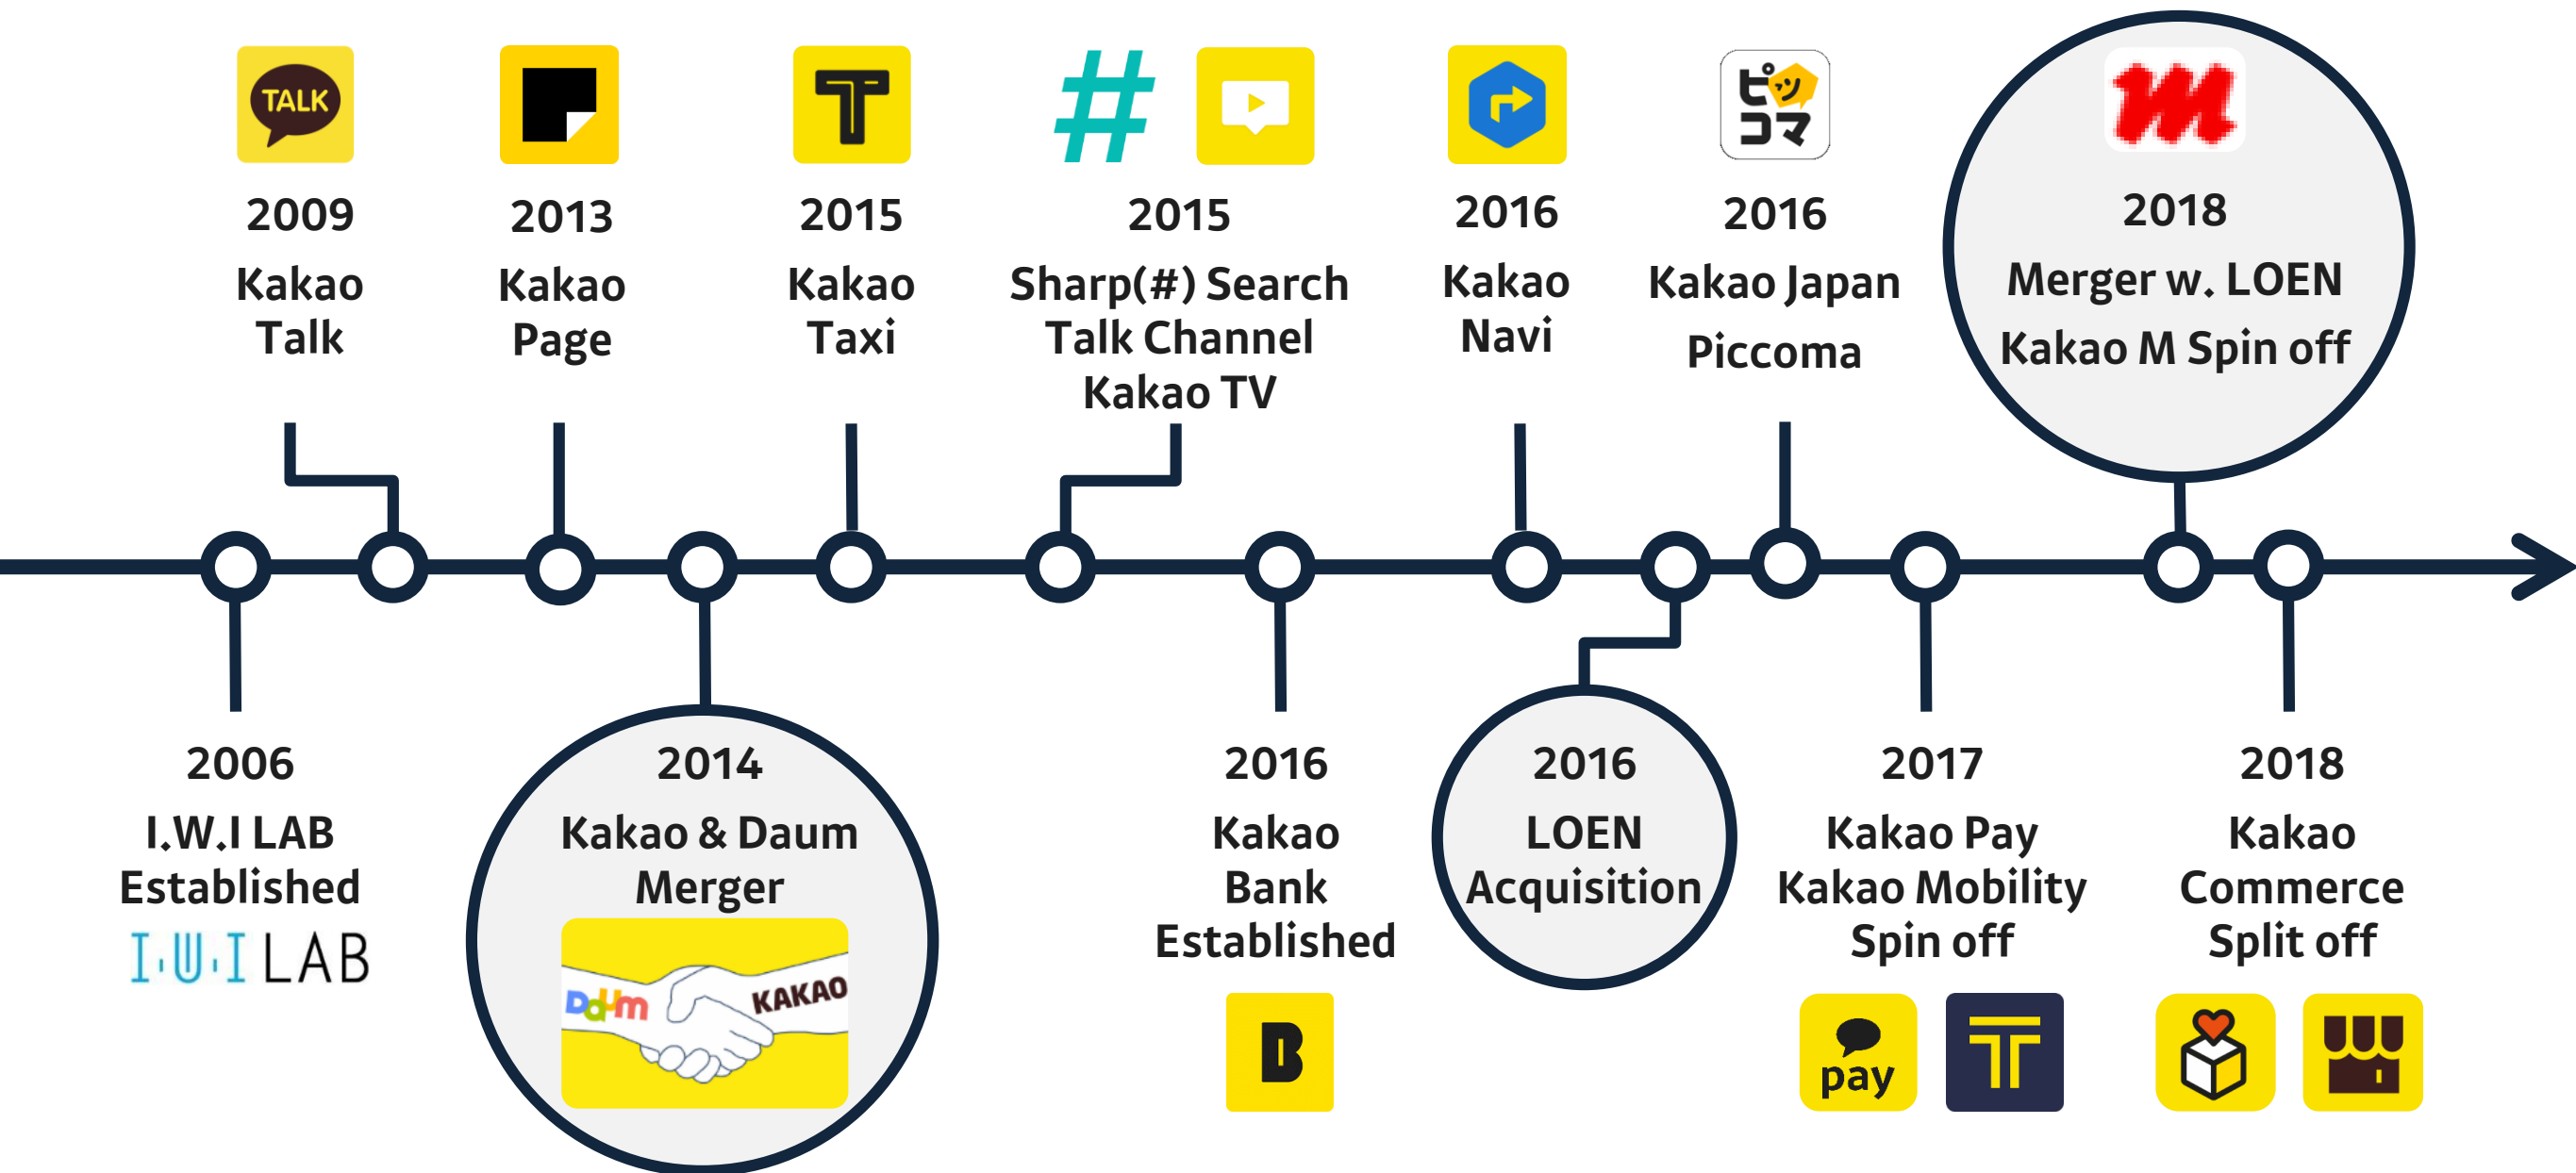 TALK
2009
Kakao
Talk
2013
Kakao
Page
T
2015
Kakao
Taxi
#
2015
Sharp(#) Search
Talk Channel
Kakao TV
2016
Kakao
Navi
ピッ
コマ
2016
Kakao Japan
Piccoma
m
2018
Merger w. LOEN
Kakao M Spin off
2006
I.W.I LAB
Established
I·W·I LAB
2014
Kakao & Daum
Merger
Daum
KAKAO
2016
Kakao
Bank
Established
B
2016
LOEN
Acquisition
2017
Kakao Pay
Kakao Mobility
Spin off
pay
T
2018
Kakao
Commerce
Split off